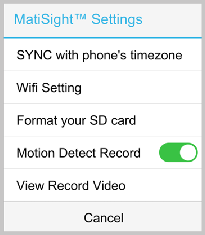 MatiSight™ Settings
SYNC with phone's timezone
Wifi Setting
Format your SD card
Motion Detect Record
View Record Video
Cancel